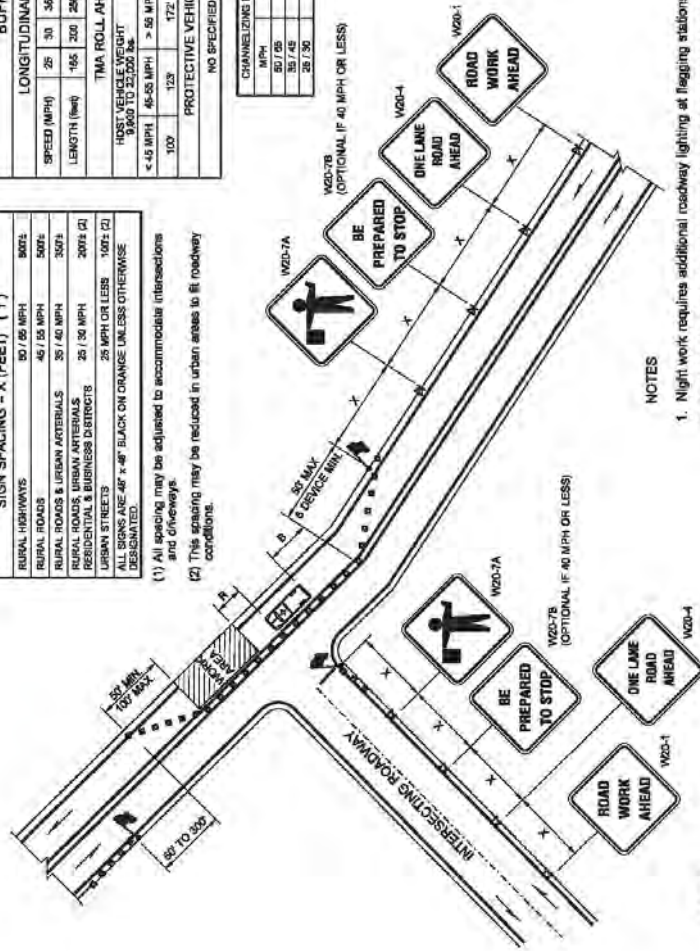 SIGN SPACING = X (FEET) (1)
RURAL HIGHWAYS 60 / 65 MPH 800'±
RURAL ROADS 45 / 55 MPH 500'±
RURAL ROADS & URBAN ARTERIALS 35 / 40 MPH 350'±
RURAL ROADS, URBAN ARTERIALS 25 / 30 MPH 200'± (2)
RESIDENTIAL & BUSINESS DISTRICTS
URBAN STREETS 25 MPH OR LESS 100'± (2)
ALL SIGNS ARE 48" x 48" BLACK ON ORANGE UNLESS OTHERWISE
DESIGNATED.
(1) All spacing may be adjusted to accommodate intersections
and driveways.
(2) This spacing may be reduced in urban areas to fit roadway
conditions.
LONGITUDINAL
SPEED (MPH) 25 30
LENGTH (feet) 155 200
TMA ROLL
HOST VEHICLE WEIGHT
9,900 TO 22,000 lbs.
< 45 MPH 45-55 MPH > 55
100' 123' 172'
PROTECTIVE
NO SPECIFIED
CHANNELIZING
MPH
50 / 65
35 / 45
25 / 30
50' MIN.
100' MAX.
WORK
AREA
R
B
50' MAX
6 DEVICE MIN.
50' TO 300'
X
X
X
X
W20-7A
W20-7B
(OPTIONAL IF 40 MPH OR LESS)
BE
PREPARED
TO STOP
W20-4
ONE LANE
ROAD
AHEAD
W20-1
ROAD
WORK
AHEAD
INTERSECTING ROADWAY
X
X
X
X
W20-7A
W20-7B
(OPTIONAL IF 40 MPH OR LESS)
BE
PREPARED
TO STOP
ONE LANE
ROAD
AHEAD
W20-4
ROAD
WORK
AHEAD
W20-1
NOTES
1. Night work requires additional roadway lighting at flagging stations